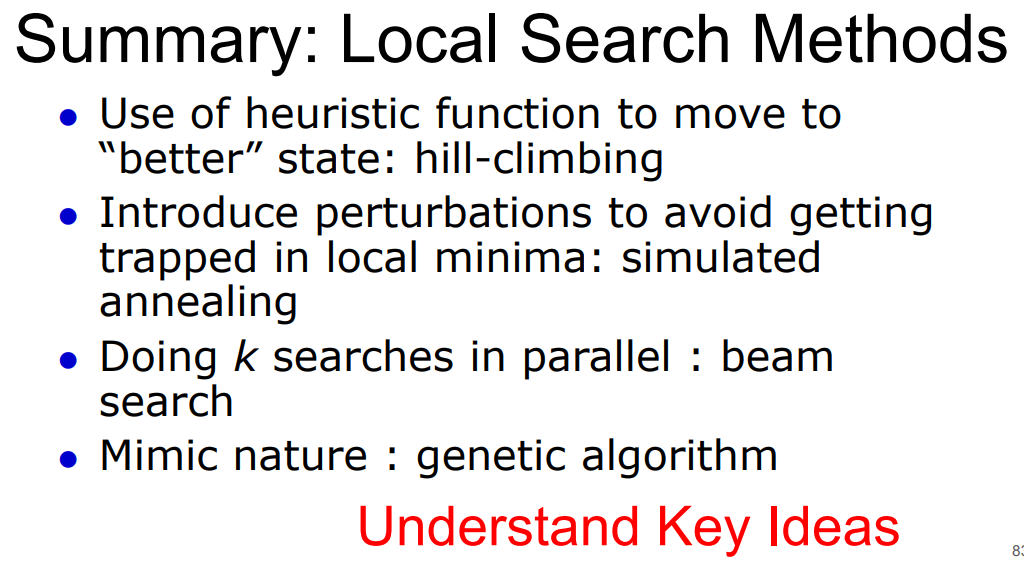 Summary: Local Search Methods
● Use of heuristic function to move to
“better” state: hill-climbing
● Introduce perturbations to avoid getting
trapped in local minima: simulated
annealing
● Doing k searches in parallel : beam
search
● Mimic nature : genetic algorithm
Understand Key Ideas
83